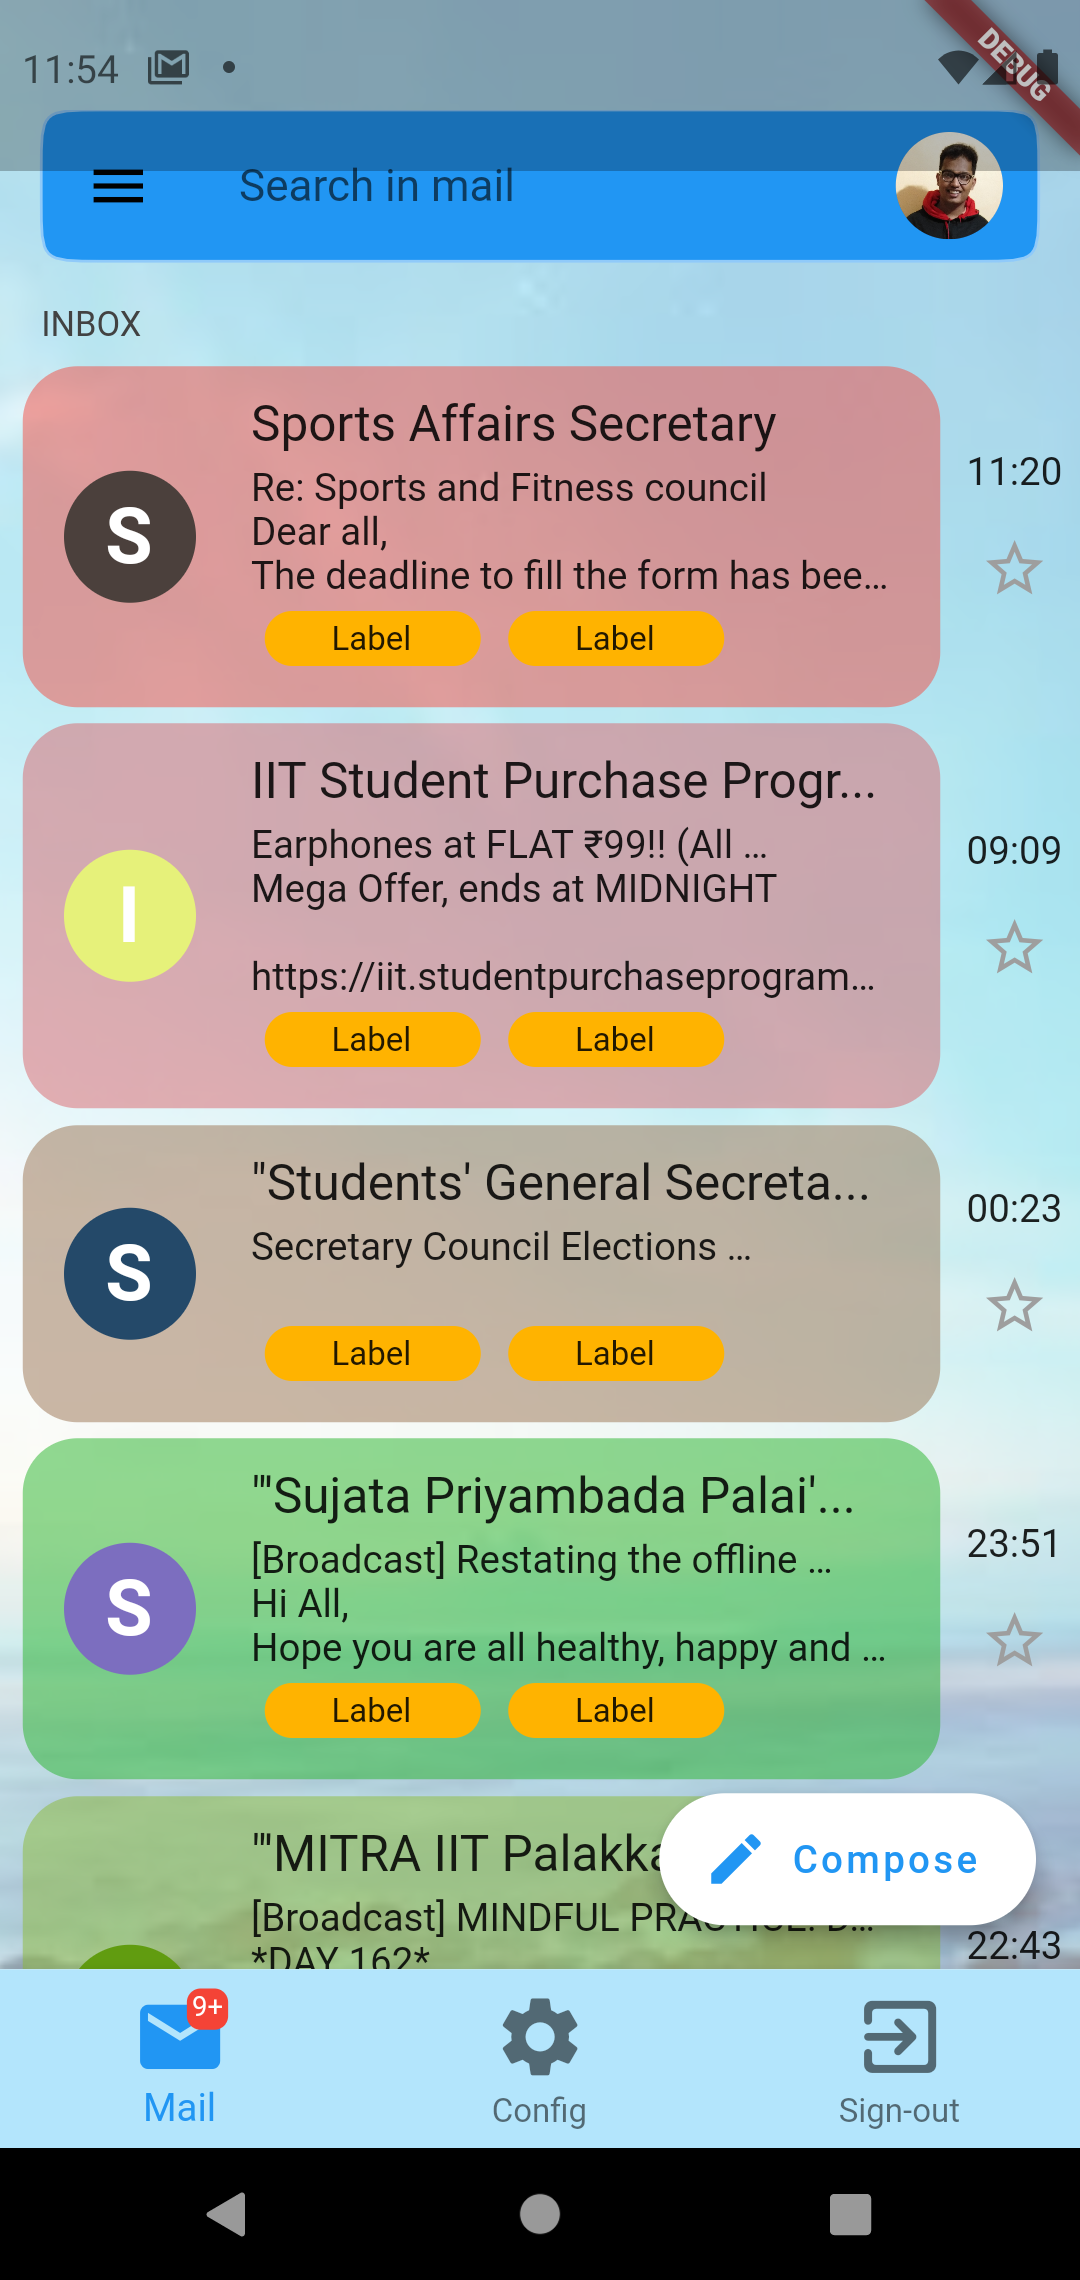 11:54
DEBUG
Search in mail
INBOX
Sports Affairs Secretary
Re: Sports and Fitness council
Dear all,
The deadline to fill the form has bee...
Label Label
11:20
S
IIT Student Purchase Progr...
Earphones at FLAT ₹99!! (All ...
Mega Offer, ends at MIDNIGHT
https://iit.studentpurchaseprogram...
Label Label
09:09
I
"Students' General Secreta...
Secretary Council Elections ...
Label Label
00:23
S
"'Sujata Priyambada Palai'...
[Broadcast] Restating the offline ...
Hi All,
Hope you are all healthy, happy and ...
Label Label
23:51
S
"'MITRA IIT Palakka
[Broadcast] MINDFUL PRACTICE: D...
*DAY 162*
22:43
Compose
9+
Mail
Config
Sign-out